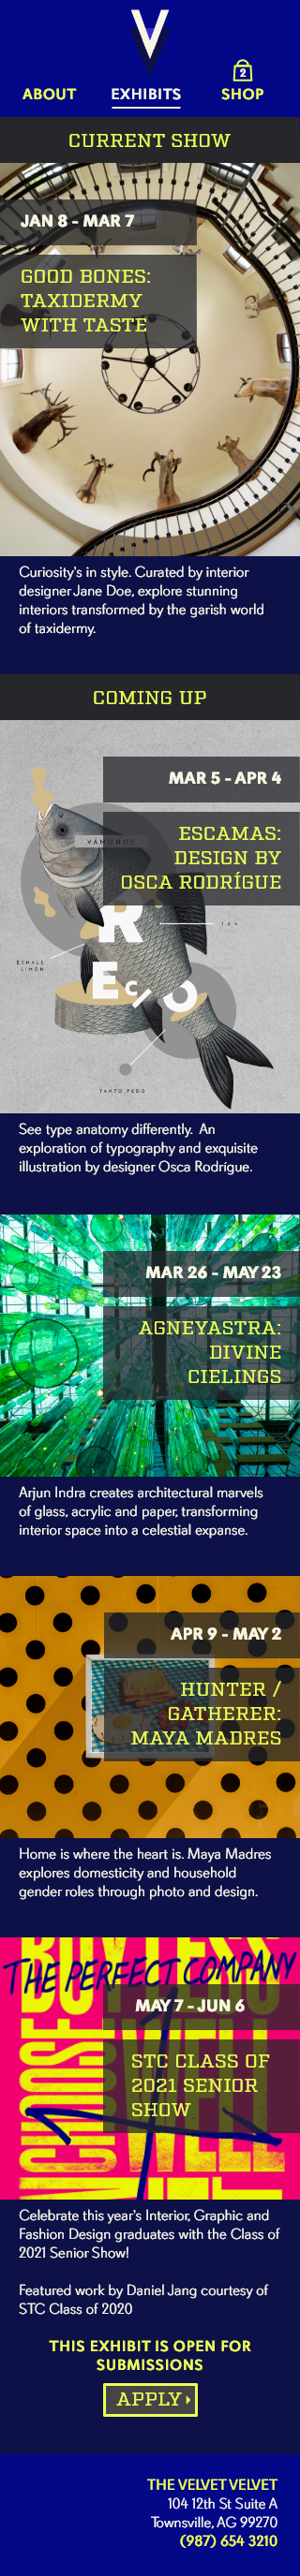 V
2
ABOUT EXHIBITS SHOP
CURRENT SHOW
JAN 8 - MAR 7
GOOD BONES:
TAXIDERMY
WITH TASTE
Curiosity's in style. Curated by interior
designer Jane Doe, explore stunning
interiors transformed by the garish world
of taxidermy.
COMING UP
MAR 5 - APR 4
ESCAMAS:
DESIGN BY
OSCA RODRÍGUE
VÁMONOS
R
ÉCHALE
LIMÓN
E c / O
TANTO PEDO
See type anatomy differently. An
exploration of typography and exquisite
illustration by designer Osca Rodrígue.
MAR 26 - MAY 23
AGNEYASTRA:
DIVINE
CIELINGS
Arjun Indra creates architectural marvels
of glass, acrylic and paper, transforming
interior space into a celestial expanse.
APR 9 - MAY 2
HUNTER /
GATHERER:
MAYA MADRES
Home is where the heart is. Maya Madres
explores domesticity and household
gender roles through photo and design.
THE PERFECT COMPANY
MAY 7 - JUN 6
CHOOSE
WELL
STC CLASS OF
2021 SENIOR
SHOW
Celebrate this year's Interior, Graphic and
Fashion Design graduates with the Class of
2021 Senior Show!
Featured work by Daniel Jang courtesy of
STC Class of 2020
THIS EXHIBIT IS OPEN FOR
SUBMISSIONS
APPLY
THE VELVET VELVET
104 12th St Suite A
Townsville, AG 99270
(987) 654 3210